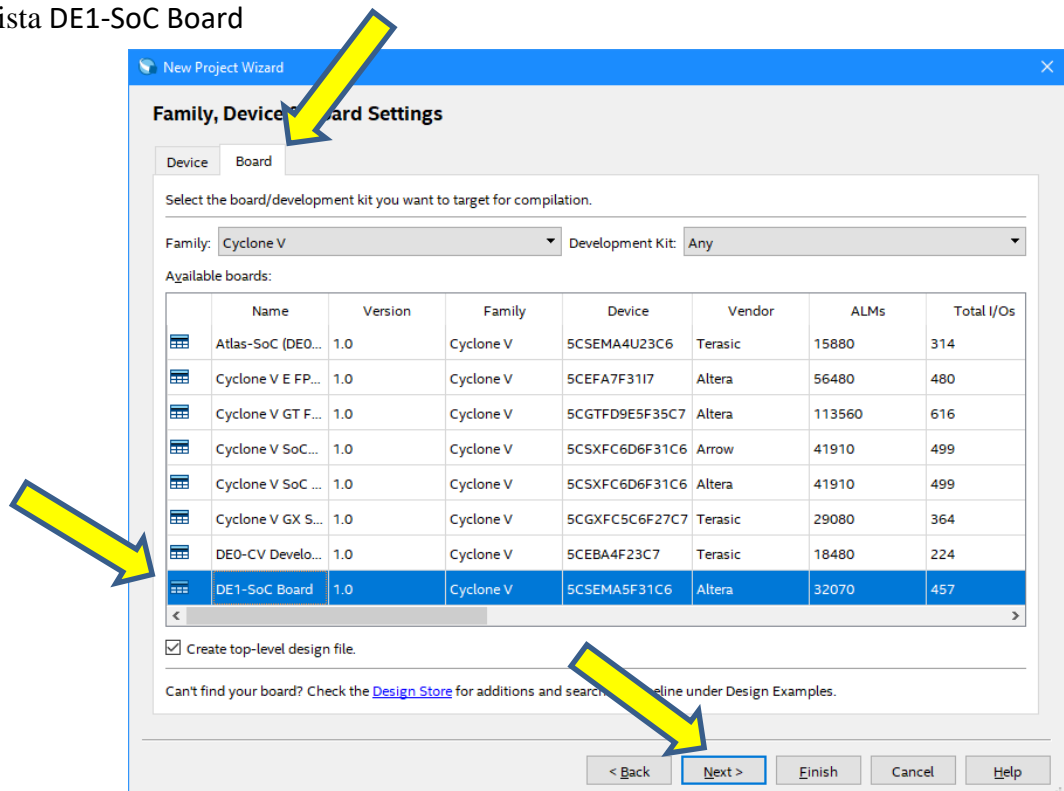 ista DE1-SoC Board
New Project Wizard
Family, Device ard Settings
Device Board
Select the board/development kit you want to target for compilation.
Family: Cyclone V Development Kit: Any
Available boards:
Name Version Family Device Vendor ALMs Total I/Os
Atlas-SoC (DE0... 1.0 Cyclone V 5CSEMA4U23C6 Terasic 15880 314
Cyclone V E FP... 1.0 Cyclone V 5CEFA7F31I7 Altera 56480 480
Cyclone V GT F... 1.0 Cyclone V 5CGTFD9E5F35C7 Altera 113560 616
Cyclone V SoC... 1.0 Cyclone V 5CSXFC6D6F31C6 Arrow 41910 499
Cyclone V SoC ... 1.0 Cyclone V 5CSXFC6D6F31C6 Altera 41910 499
Cyclone V GX S... 1.0 Cyclone V 5CGXFC5C6F27C7 Terasic 29080 364
DE0-CV Develo... 1.0 Cyclone V 5CEBA4F23C7 Terasic 18480 224
DE1-SoC Board 1.0 Cyclone V 5CSEMA5F31C6 Altera 32070 457
Create top-level design file.
Can't find your board? Check the Design Store for additions and search eline under Design Examples.
< Back Next > Finish Cancel Help